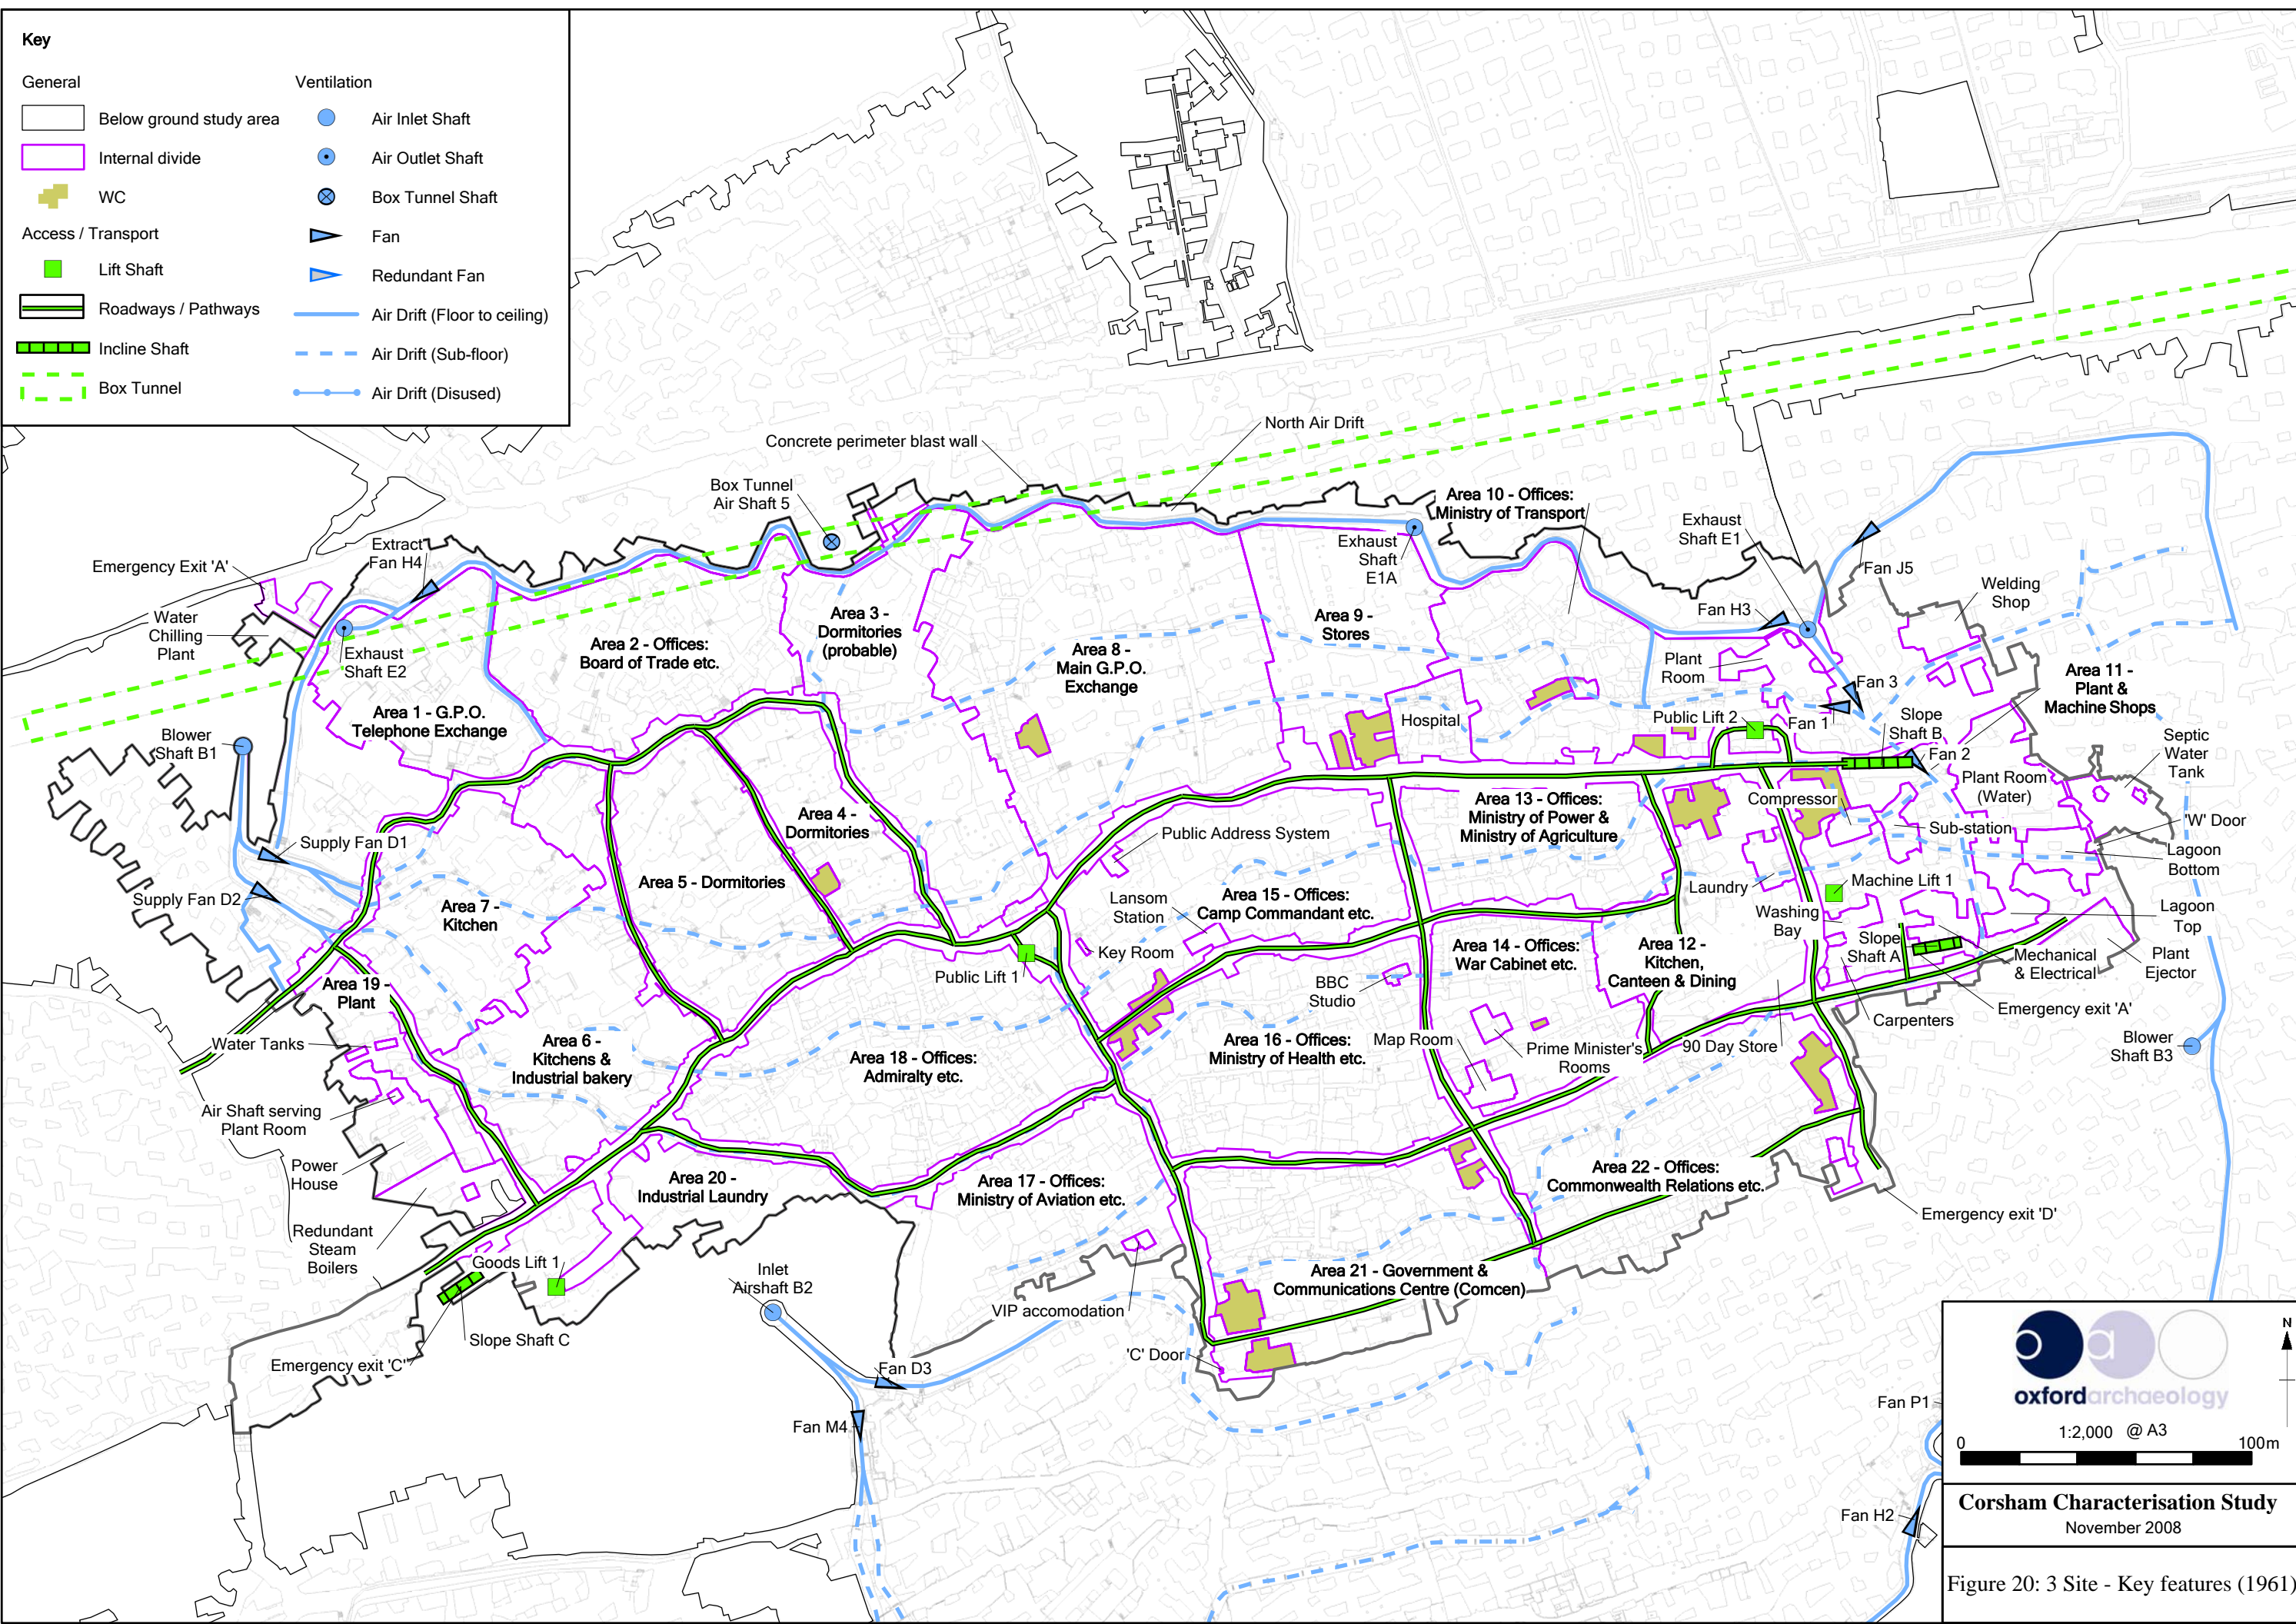 Key
General
Below ground study area
Internal divide
WC
Access / Transport
Lift Shaft
Roadways / Pathways
Incline Shaft
Box Tunnel
Ventilation
Air Inlet Shaft
Air Outlet Shaft
Box Tunnel Shaft
Fan
Redundant Fan
Air Drift (Floor to ceiling)
Air Drift (Sub-floor)
Air Drift (Disused)
North Air Drift
Concrete perimeter blast wall
Box Tunnel
Air Shaft 5
Area 10 - Offices:
Ministry of Transport
Exhaust
Shaft E1
Exhaust
Shaft
E1A
Extract
Fan H4
Emergency Exit 'A'
Water
Chilling
Plant
Exhaust
Shaft E2
Fan J5
Welding
Shop
Fan H3
Area 3 -
Dormitories
(probable)
Area 9 -
Stores
Area 2 - Offices:
Board of Trade etc.
Area 8 -
Main G.P.O.
Exchange
Plant
Room
Area 11 -
Plant &
Machine Shops
Fan 3
Area 1 - G.P.O.
Telephone Exchange
Hospital
Public Lift 2
Fan 1
Slope
Shaft B
Fan 2
Blower
Shaft B1
Septic
Water
Tank
Plant Room
(Water)
Area 13 - Offices:
Ministry of Power &
Ministry of Agriculture
Compressor
Area 4 -
Dormitories
Public Address System
Sub-station
'W' Door
Lagoon
Bottom
Supply Fan D1
Supply Fan D2
Area 5 - Dormitories
Area 7 -
Kitchen
Lansom
Station
Area 15 - Offices:
Camp Commandant etc.
Laundry
Machine Lift 1
Washing
Bay
Lagoon
Top
Key Room
Area 14 - Offices:
War Cabinet etc.
Area 12 -
Kitchen,
Canteen & Dining
Slope
Shaft A
Mechanical
& Electrical
Plant
Ejector
Public Lift 1
BBC
Studio
Area 19 -
Plant
Emergency exit 'A'
Carpenters
Water Tanks
Area 6 -
Kitchens &
Industrial bakery
Area 18 - Offices:
Admiralty etc.
Area 16 - Offices:
Ministry of Health etc.
Map Room
Prime Minister's
Rooms
90 Day Store
Blower
Shaft B3
Air Shaft serving
Plant Room
Power
House
Area 20 -
Industrial Laundry
Area 17 - Offices:
Ministry of Aviation etc.
Area 22 - Offices:
Commonwealth Relations etc.
Emergency exit 'D'
Redundant
Steam
Boilers
Goods Lift 1
Inlet
Airshaft B2
Area 21 - Government &
Communications Centre (Comcen)
VIP accomodation
Slope Shaft C
Emergency exit 'C'
'C' Door
Fan D3
Fan M4
Fan P1
Fan H2
N
oa
oxfordarchaeology
1:2,000 @ A3
0 100m
Corsham Characterisation Study
November 2008
Figure 20: 3 Site - Key features (1961)